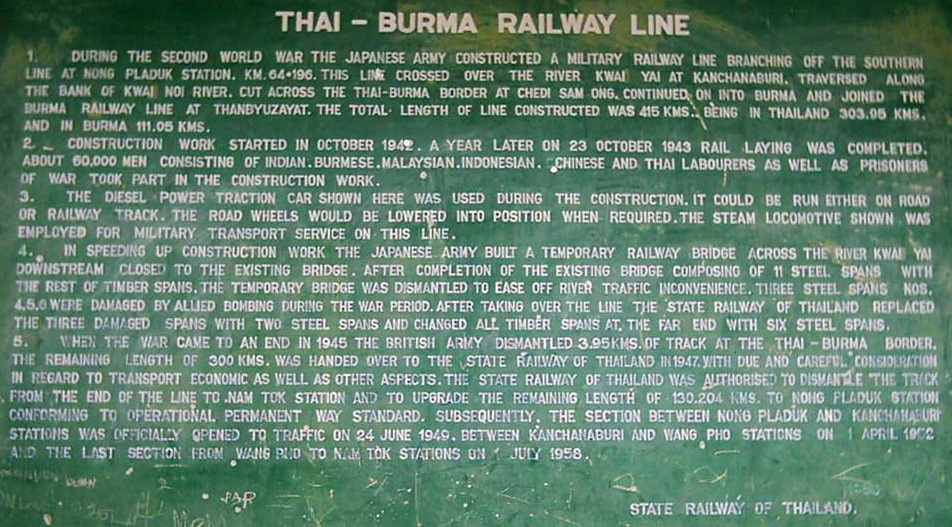 THAI - BURMA RAILWAY LINE
1. DURING THE SECOND WORLD WAR THE JAPANESE ARMY CONSTRUCTED A MILITARY RAILWAY LINE BRANCHING OFF THE SOUTHERN
LINE AT NONG PLADUK STATION. KM.64+196. THIS LINE CROSSED OVER THE RIVER KWAI YAI AT KANCHANABURI. TRAVERSED ALONG
THE BANK OF KWAI NOI RIVER. CUT ACROSS THE THAI-BURMA BORDER AT CHEDI SAM ONG. CONTINUED ON INTO BURMA AND JOINED THE
BURMA RAILWAY LINE AT THANBYUZAYAT. THE TOTAL LENGTH OF LINE CONSTRUCTED WAS 415 KMS. BEING IN THAILAND 303.95 KMS.
AND IN BURMA 111.05 KMS.
2. CONSTRUCTION WORK STARTED IN OCTOBER 1942. A YEAR LATER ON 23 OCTOBER 1943 RAIL LAYING WAS COMPLETED.
ABOUT 60,000 MEN CONSISTING OF INDIAN.BURMESE.MALAYSIAN.INDONESIAN. CHINESE AND THAI LABOURERS AS WELL AS PRISONERS
OF WAR TOOK PART IN THE CONSTRUCTION WORK.
3. THE DIESEL POWER TRACTION CAR SHOWN HERE WAS USED DURING THE CONSTRUCTION. IT COULD BE RUN EITHER ON ROAD
OR RAILWAY TRACK. THE ROAD WHEELS WOULD BE LOWERED INTO POSITION WHEN REQUIRED. THE STEAM LOCOMOTIVE SHOWN WAS
EMPLOYED FOR MILITARY TRANSPORT SERVICE ON THIS LINE.
4. IN SPEEDING UP CONSTRUCTION WORK THE JAPANESE ARMY BUILT A TEMPORARY RAILWAY BRIDGE ACROSS THE RIVER KWAI YAI
DOWNSTREAM CLOSED TO THE EXISTING BRIDGE. AFTER COMPLETION OF THE EXISTING BRIDGE COMPOSING OF 11 STEEL SPANS WITH
THE REST OF TIMBER SPANS. THE TEMPORARY BRIDGE WAS DISMANTLED TO EASE OFF RIVER TRAFFIC INCONVENIENCE. THREE STEEL SPANS NOS.
4,5,6 WERE DAMAGED BY ALLIED BOMBING DURING THE WAR PERIOD. AFTER TAKING OVER THE LINE THE STATE RAILWAY OF THAILAND REPLACED
THE THREE DAMAGED SPANS WITH TWO STEEL SPANS AND CHANGED ALL TIMBER SPANS AT THE FAR END WITH SIX STEEL SPANS.
5. WHEN THE WAR CAME TO AN END IN 1945 THE BRITISH ARMY DISMANTLED 3.95KMS. OF TRACK AT THE THAI - BURMA BORDER.
THE REMAINING LENGTH OF 300 KMS. WAS HANDED OVER TO THE STATE RAILWAY OF THAILAND IN 1947. WITH DUE AND CAREFUL CONSIDERATION
IN REGARD TO TRANSPORT ECONOMIC AS WELL AS OTHER ASPECTS. THE STATE RAILWAY OF THAILAND WAS AUTHORISED TO DISMANTLE THE TRACK
FROM THE END OF THE LINE TO NAM TOK STATION AND TO UPGRADE THE REMAINING LENGTH OF 130.204 KMS. TO NONG PLADUK STATION
CONFORMING TO OPERATIONAL PERMANENT WAY STANDARD. SUBSEQUENTLY, THE SECTION BETWEEN NONG PLADUK AND KANCHANABURI
STATIONS WAS OFFICIALLY OPENED TO TRAFFIC ON 24 JUNE 1949. BETWEEN KANCHANABURI AND WANG PHO STATIONS ON 1 APRIL
AND THE LAST SECTION FROM WANG PHO TO NAM TOK STATIONS ON 1 JULY 1958.
STATE RAILWAY OF THAILAND.